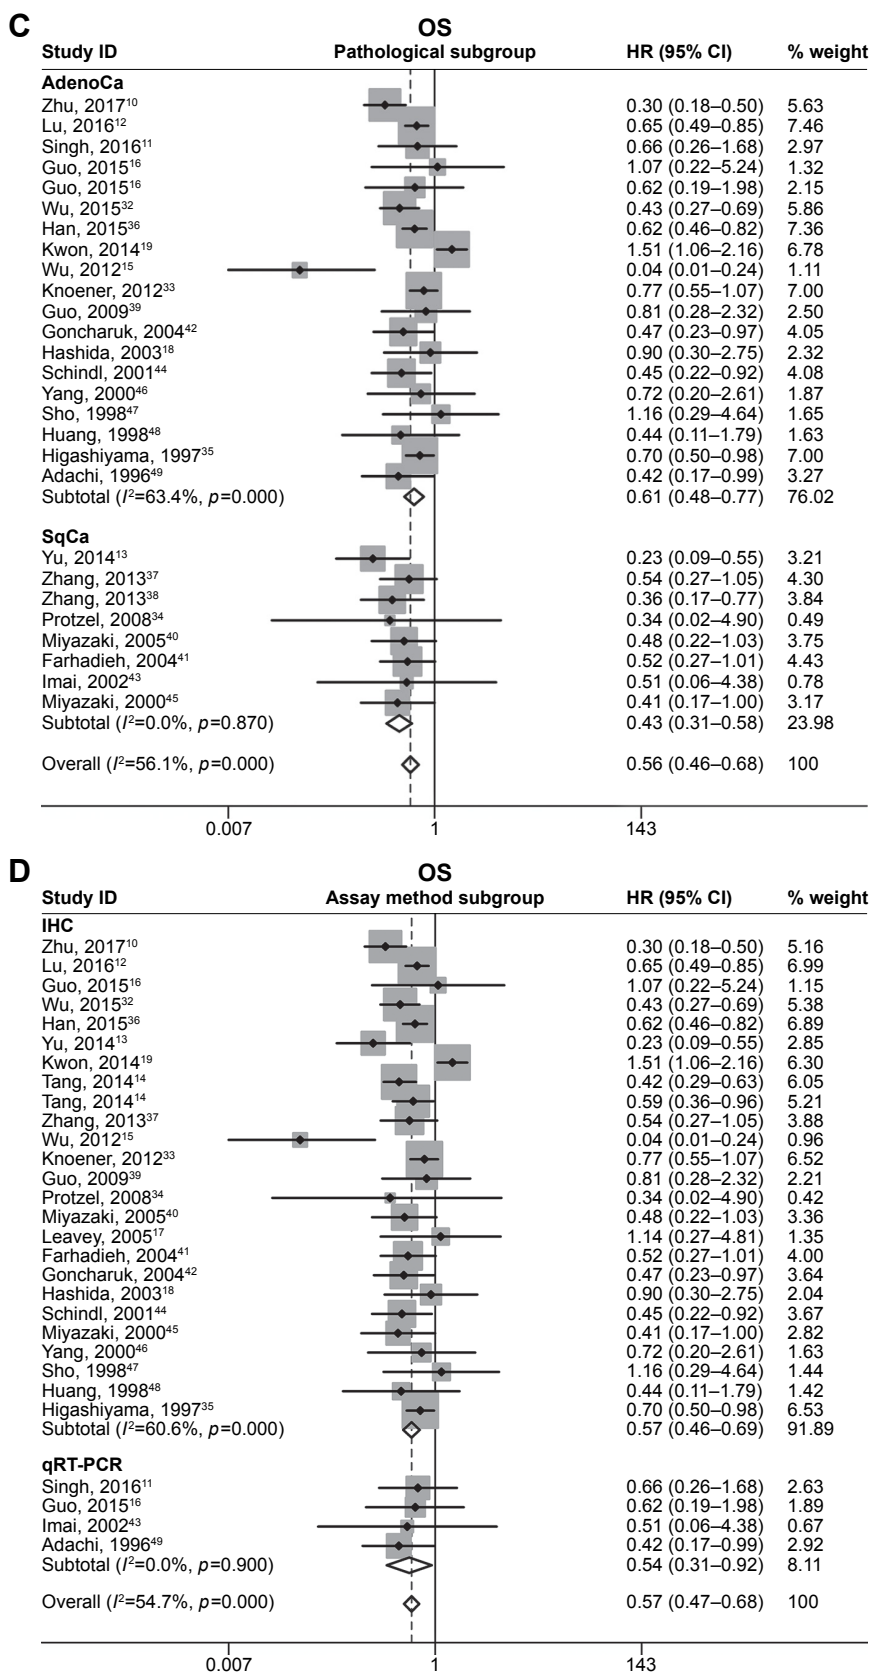 C
OS
Study ID Pathological subgroup HR (95% CI) % weight
AdenoCa
Zhu, 2017¹⁰ 0.30 (0.18–0.50) 5.63
Lu, 2016¹² 0.65 (0.49–0.85) 7.46
Singh, 2016¹¹ 0.66 (0.26–1.68) 2.97
Guo, 2015¹⁶ 1.07 (0.22–5.24) 1.32
Guo, 2015¹⁶ 0.62 (0.19–1.98) 2.15
Wu, 2015³² 0.43 (0.27–0.69) 5.86
Han, 2015³⁶ 0.62 (0.46–0.82) 7.36
Kwon, 2014¹⁹ 1.51 (1.06–2.16) 6.78
Wu, 2012¹⁵ 0.04 (0.01–0.24) 1.11
Knoener, 2012³³ 0.77 (0.55–1.07) 7.00
Guo, 2009³⁹ 0.81 (0.28–2.32) 2.50
Goncharuk, 2004⁴² 0.47 (0.23–0.97) 4.05
Hashida, 2003¹⁸ 0.90 (0.30–2.75) 2.32
Schindl, 2001⁴⁴ 0.45 (0.22–0.92) 4.08
Yang, 2000⁴⁶ 0.72 (0.20–2.61) 1.87
Sho, 1998⁴⁷ 1.16 (0.29–4.64) 1.65
Huang, 1998⁴⁸ 0.44 (0.11–1.79) 1.63
Higashiyama, 1997³⁵ 0.70 (0.50–0.98) 7.00
Adachi, 1996⁴⁹ 0.42 (0.17–0.99) 3.27
Subtotal (I²=63.4%, p=0.000) 0.61 (0.48–0.77) 76.02
SqCa
Yu, 2014¹³ 0.23 (0.09–0.55) 3.21
Zhang, 2013³⁷ 0.54 (0.27–1.05) 4.30
Zhang, 2013³⁸ 0.36 (0.17–0.77) 3.84
Protzel, 2008³⁴ 0.34 (0.02–4.90) 0.49
Miyazaki, 2005⁴⁰ 0.48 (0.22–1.03) 3.75
Farhadieh, 2004⁴¹ 0.52 (0.27–1.01) 4.43
Imai, 2002⁴³ 0.51 (0.06–4.38) 0.78
Miyazaki, 2000⁴⁵ 0.41 (0.17–1.00) 3.17
Subtotal (I²=0.0%, p=0.870) 0.43 (0.31–0.58) 23.98
Overall (I²=56.1%, p=0.000) 0.56 (0.46–0.68) 100
0.007 1 143
D
OS
Study ID Assay method subgroup HR (95% CI) % weight
IHC
Zhu, 2017¹⁰ 0.30 (0.18–0.50) 5.16
Lu, 2016¹² 0.65 (0.49–0.85) 6.99
Guo, 2015¹⁶ 1.07 (0.22–5.24) 1.15
Wu, 2015³² 0.43 (0.27–0.69) 5.38
Han, 2015³⁶ 0.62 (0.46–0.82) 6.89
Yu, 2014¹³ 0.23 (0.09–0.55) 2.85
Kwon, 2014¹⁹ 1.51 (1.06–2.16) 6.30
Tang, 2014¹⁴ 0.42 (0.29–0.63) 6.05
Tang, 2014¹⁴ 0.59 (0.36–0.96) 5.21
Zhang, 2013³⁷ 0.54 (0.27–1.05) 3.88
Wu, 2012¹⁵ 0.04 (0.01–0.24) 0.96
Knoener, 2012³³ 0.77 (0.55–1.07) 6.52
Guo, 2009³⁹ 0.81 (0.28–2.32) 2.21
Protzel, 2008³⁴ 0.34 (0.02–4.90) 0.42
Miyazaki, 2005⁴⁰ 0.48 (0.22–1.03) 3.36
Leavey, 2005¹⁷ 1.14 (0.27–4.81) 1.35
Farhadieh, 2004⁴¹ 0.52 (0.27–1.01) 4.00
Goncharuk, 2004⁴² 0.47 (0.23–0.97) 3.64
Hashida, 2003¹⁸ 0.90 (0.30–2.75) 2.04
Schindl, 2001⁴⁴ 0.45 (0.22–0.92) 3.67
Miyazaki, 2000⁴⁵ 0.41 (0.17–1.00) 2.82
Yang, 2000⁴⁶ 0.72 (0.20–2.61) 1.63
Sho, 1998⁴⁷ 1.16 (0.29–4.64) 1.44
Huang, 1998⁴⁸ 0.44 (0.11–1.79) 1.42
Higashiyama, 1997³⁵ 0.70 (0.50–0.98) 6.53
Subtotal (I²=60.6%, p=0.000) 0.57 (0.46–0.69) 91.89
qRT-PCR
Singh, 2016¹¹ 0.66 (0.26–1.68) 2.63
Guo, 2015¹⁶ 0.62 (0.19–1.98) 1.89
Imai, 2002⁴³ 0.51 (0.06–4.38) 0.67
Adachi, 1996⁴⁹ 0.42 (0.17–0.99) 2.92
Subtotal (I²=0.0%, p=0.900) 0.54 (0.31–0.92) 8.11
Overall (I²=54.7%, p=0.000) 0.57 (0.47–0.68) 100
0.007 1 143